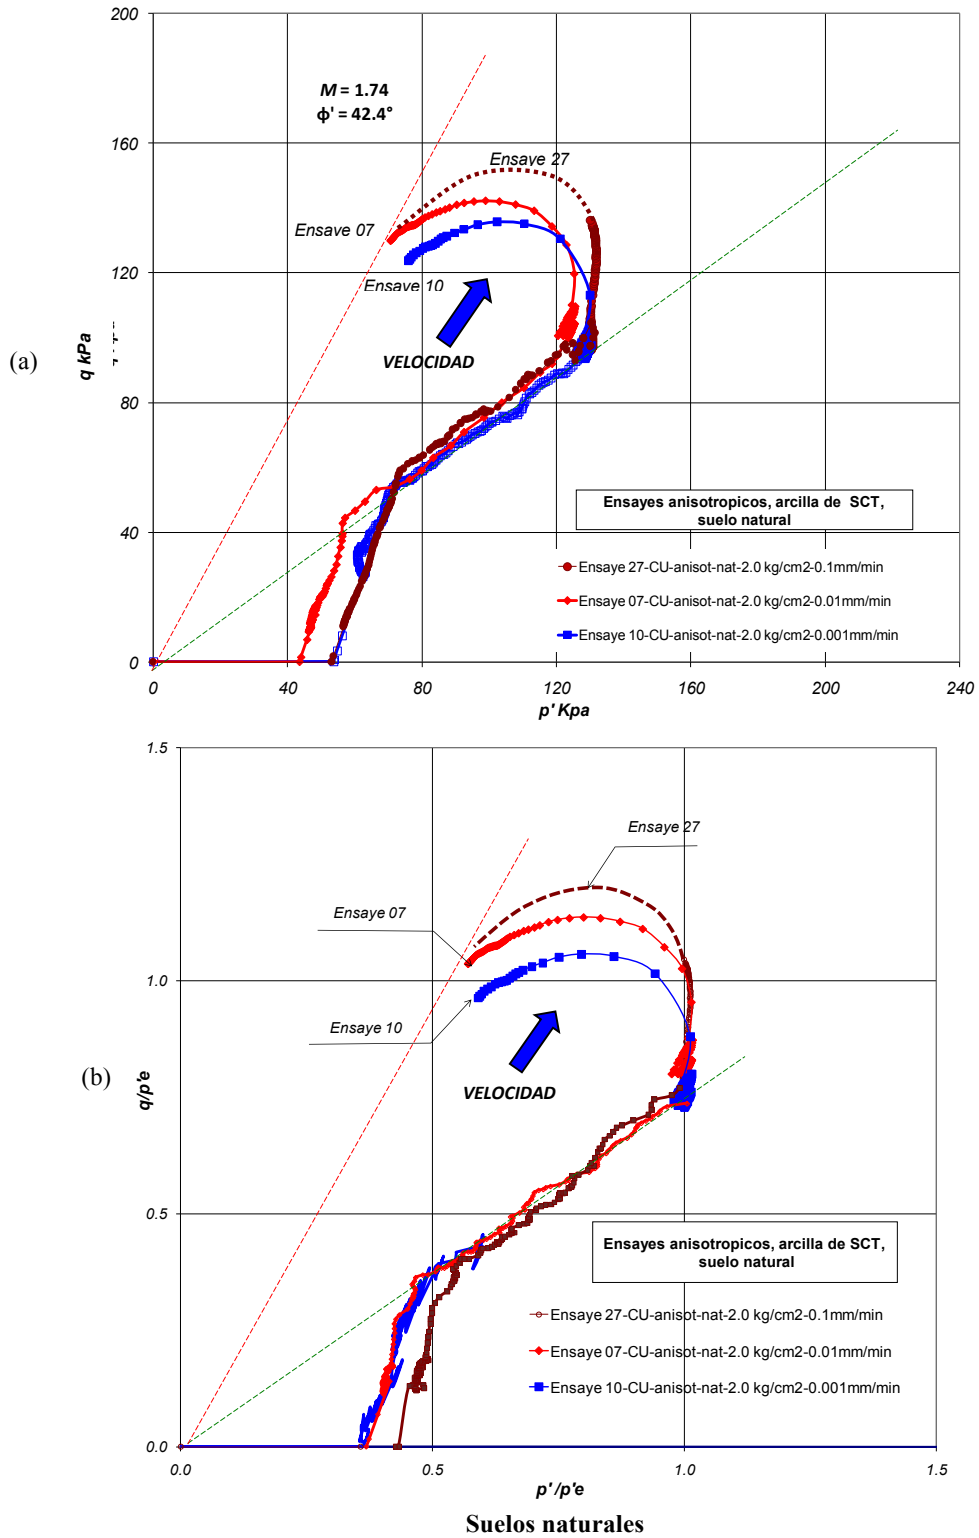 200
160
120
80
40
0
0
40
80
120
160
200
240
M = 1.74
ϕ' = 42.4°
Ensaye 27
Ensaye 07
Ensaye 10
VELOCIDAD
(a)
q kPa
Ensayes anisotropicos, arcilla de SCT,
suelo natural
Ensaye 27-CU-anisot-nat-2.0 kg/cm2-0.1mm/min
Ensaye 07-CU-anisot-nat-2.0 kg/cm2-0.01mm/min
Ensaye 10-CU-anisot-nat-2.0 kg/cm2-0.001mm/min
p' Kpa
1.5
1.0
0.5
0.0
0.0
0.5
1.0
1.5
Ensaye 27
Ensaye 07
Ensaye 10
VELOCIDAD
(b)
q/p'e
Ensayes anisotropicos, arcilla de SCT,
suelo natural
Ensaye 27-CU-anisot-nat-2.0 kg/cm2-0.1mm/min
Ensaye 07-CU-anisot-nat-2.0 kg/cm2-0.01mm/min
Ensaye 10-CU-anisot-nat-2.0 kg/cm2-0.001mm/min
p'/p'e
Suelos naturales